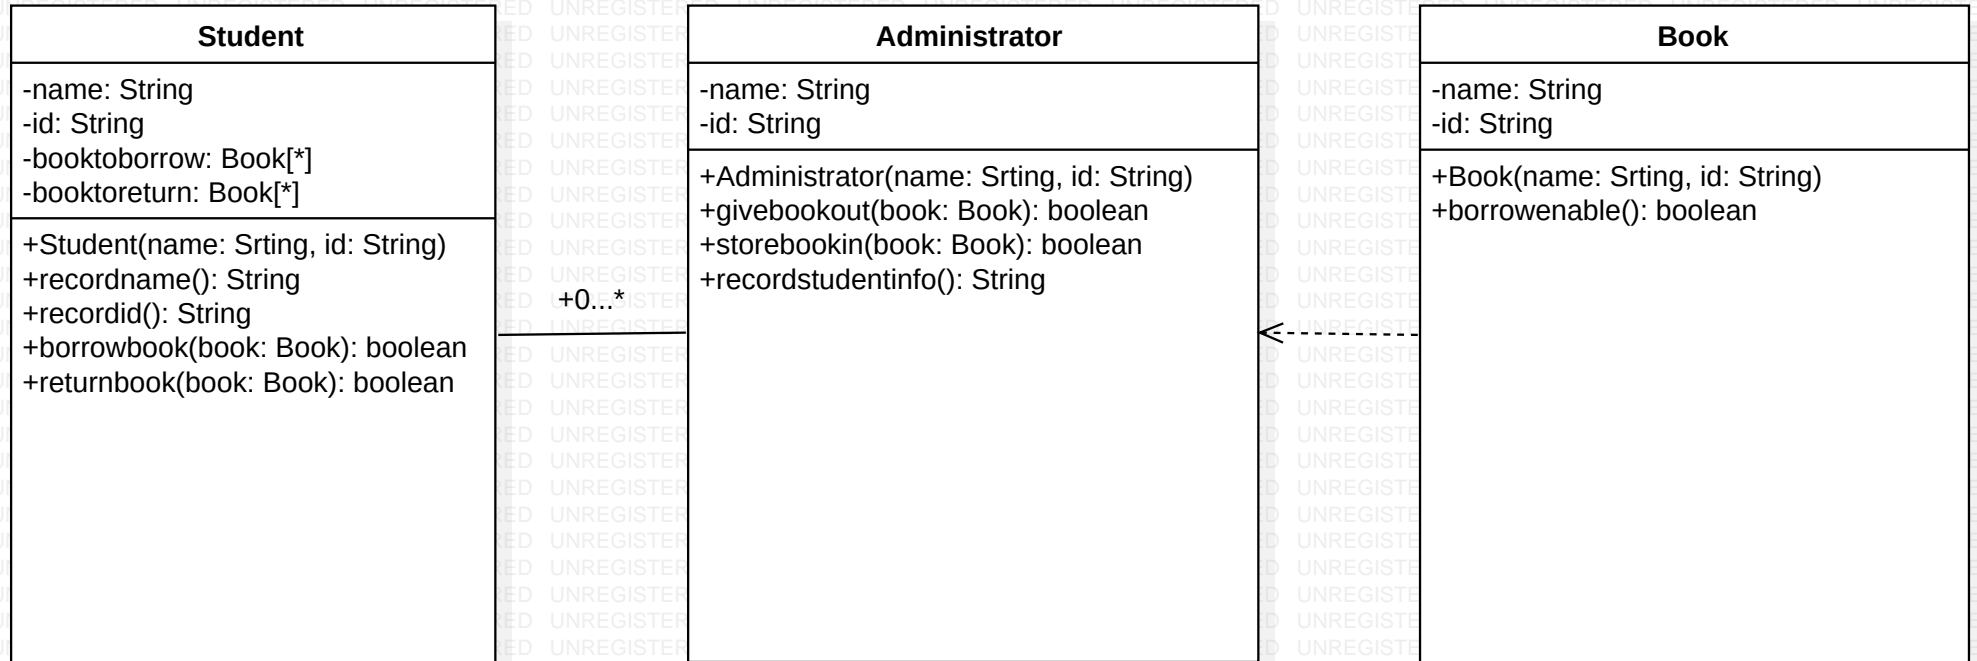 Student
-name: String
-id: String
-booktoborrow: Book[*]
-booktoreturn: Book[*]
+Student(name: Srting, id: String)
+recordname(): String
+recordid(): String
+borrowbook(book: Book): boolean
+returnbook(book: Book): boolean
+0...*
Administrator
-name: String
-id: String
+Administrator(name: Srting, id: String)
+givebookout(book: Book): boolean
+storebookin(book: Book): boolean
+recordstudentinfo(): String
Book
-name: String
-id: String
+Book(name: Srting, id: String)
+borrowenable(): boolean
UNREGISTERED